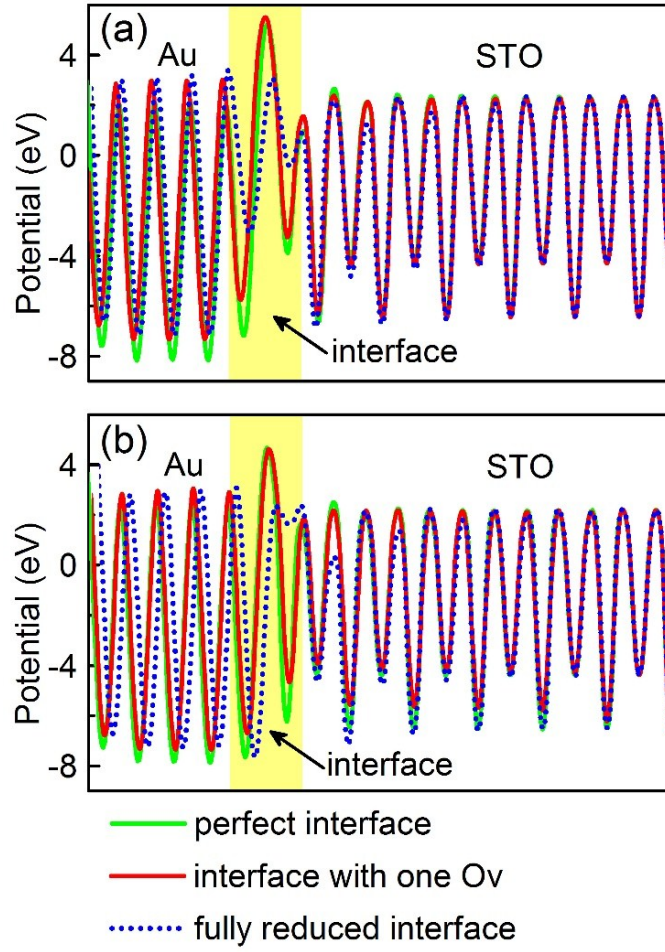 (a)
Au
STO
4
0
-4
-8
Potential (eV)
interface
(b)
Au
STO
4
0
-4
-8
Potential (eV)
interface
perfect interface
interface with one Ov
fully reduced interface